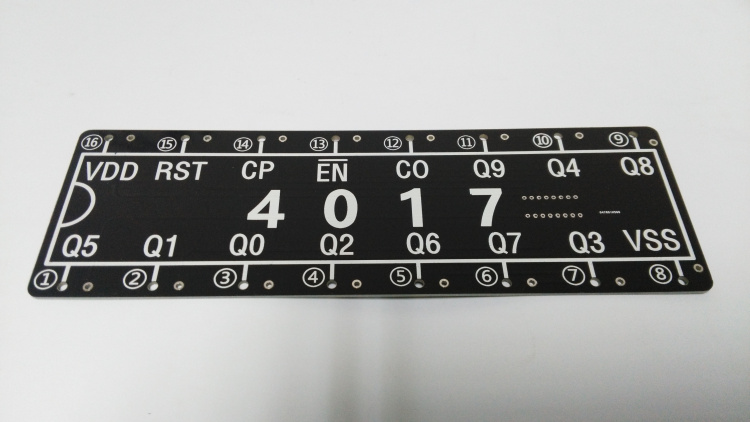 ⑯ ⑮ ⑭ ⑬ ⑫ ⑪ ⑩ ⑨
VDD RST CP EN CO Q9 Q4 Q8
4017
Q5 Q1 Q0 Q2 Q6 Q7 Q3 VSS
① ② ③ ④ ⑤ ⑥ ⑦ ⑧